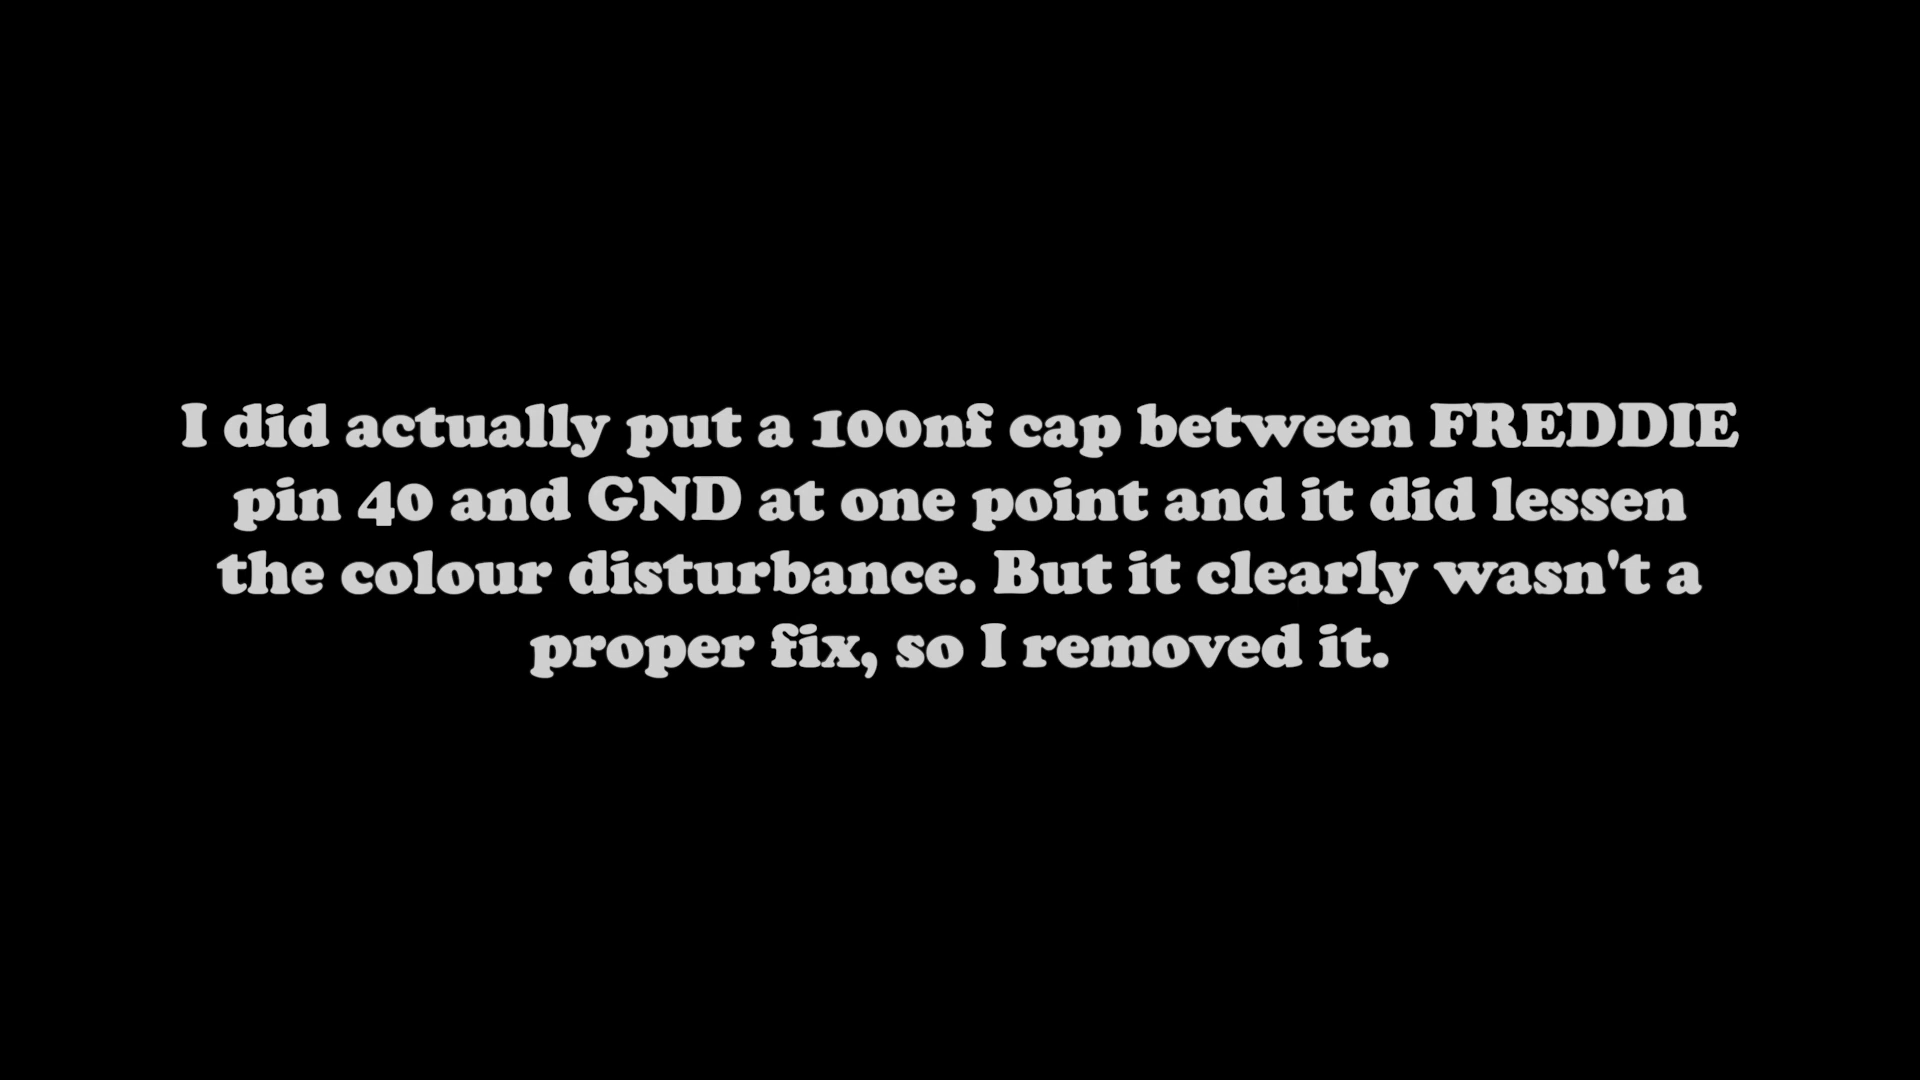 I did actually put a 100nf cap between FREDDIE
pin 40 and GND at one point and it did lessen
the colour disturbance. But it clearly wasn't a
proper fix, so I removed it.